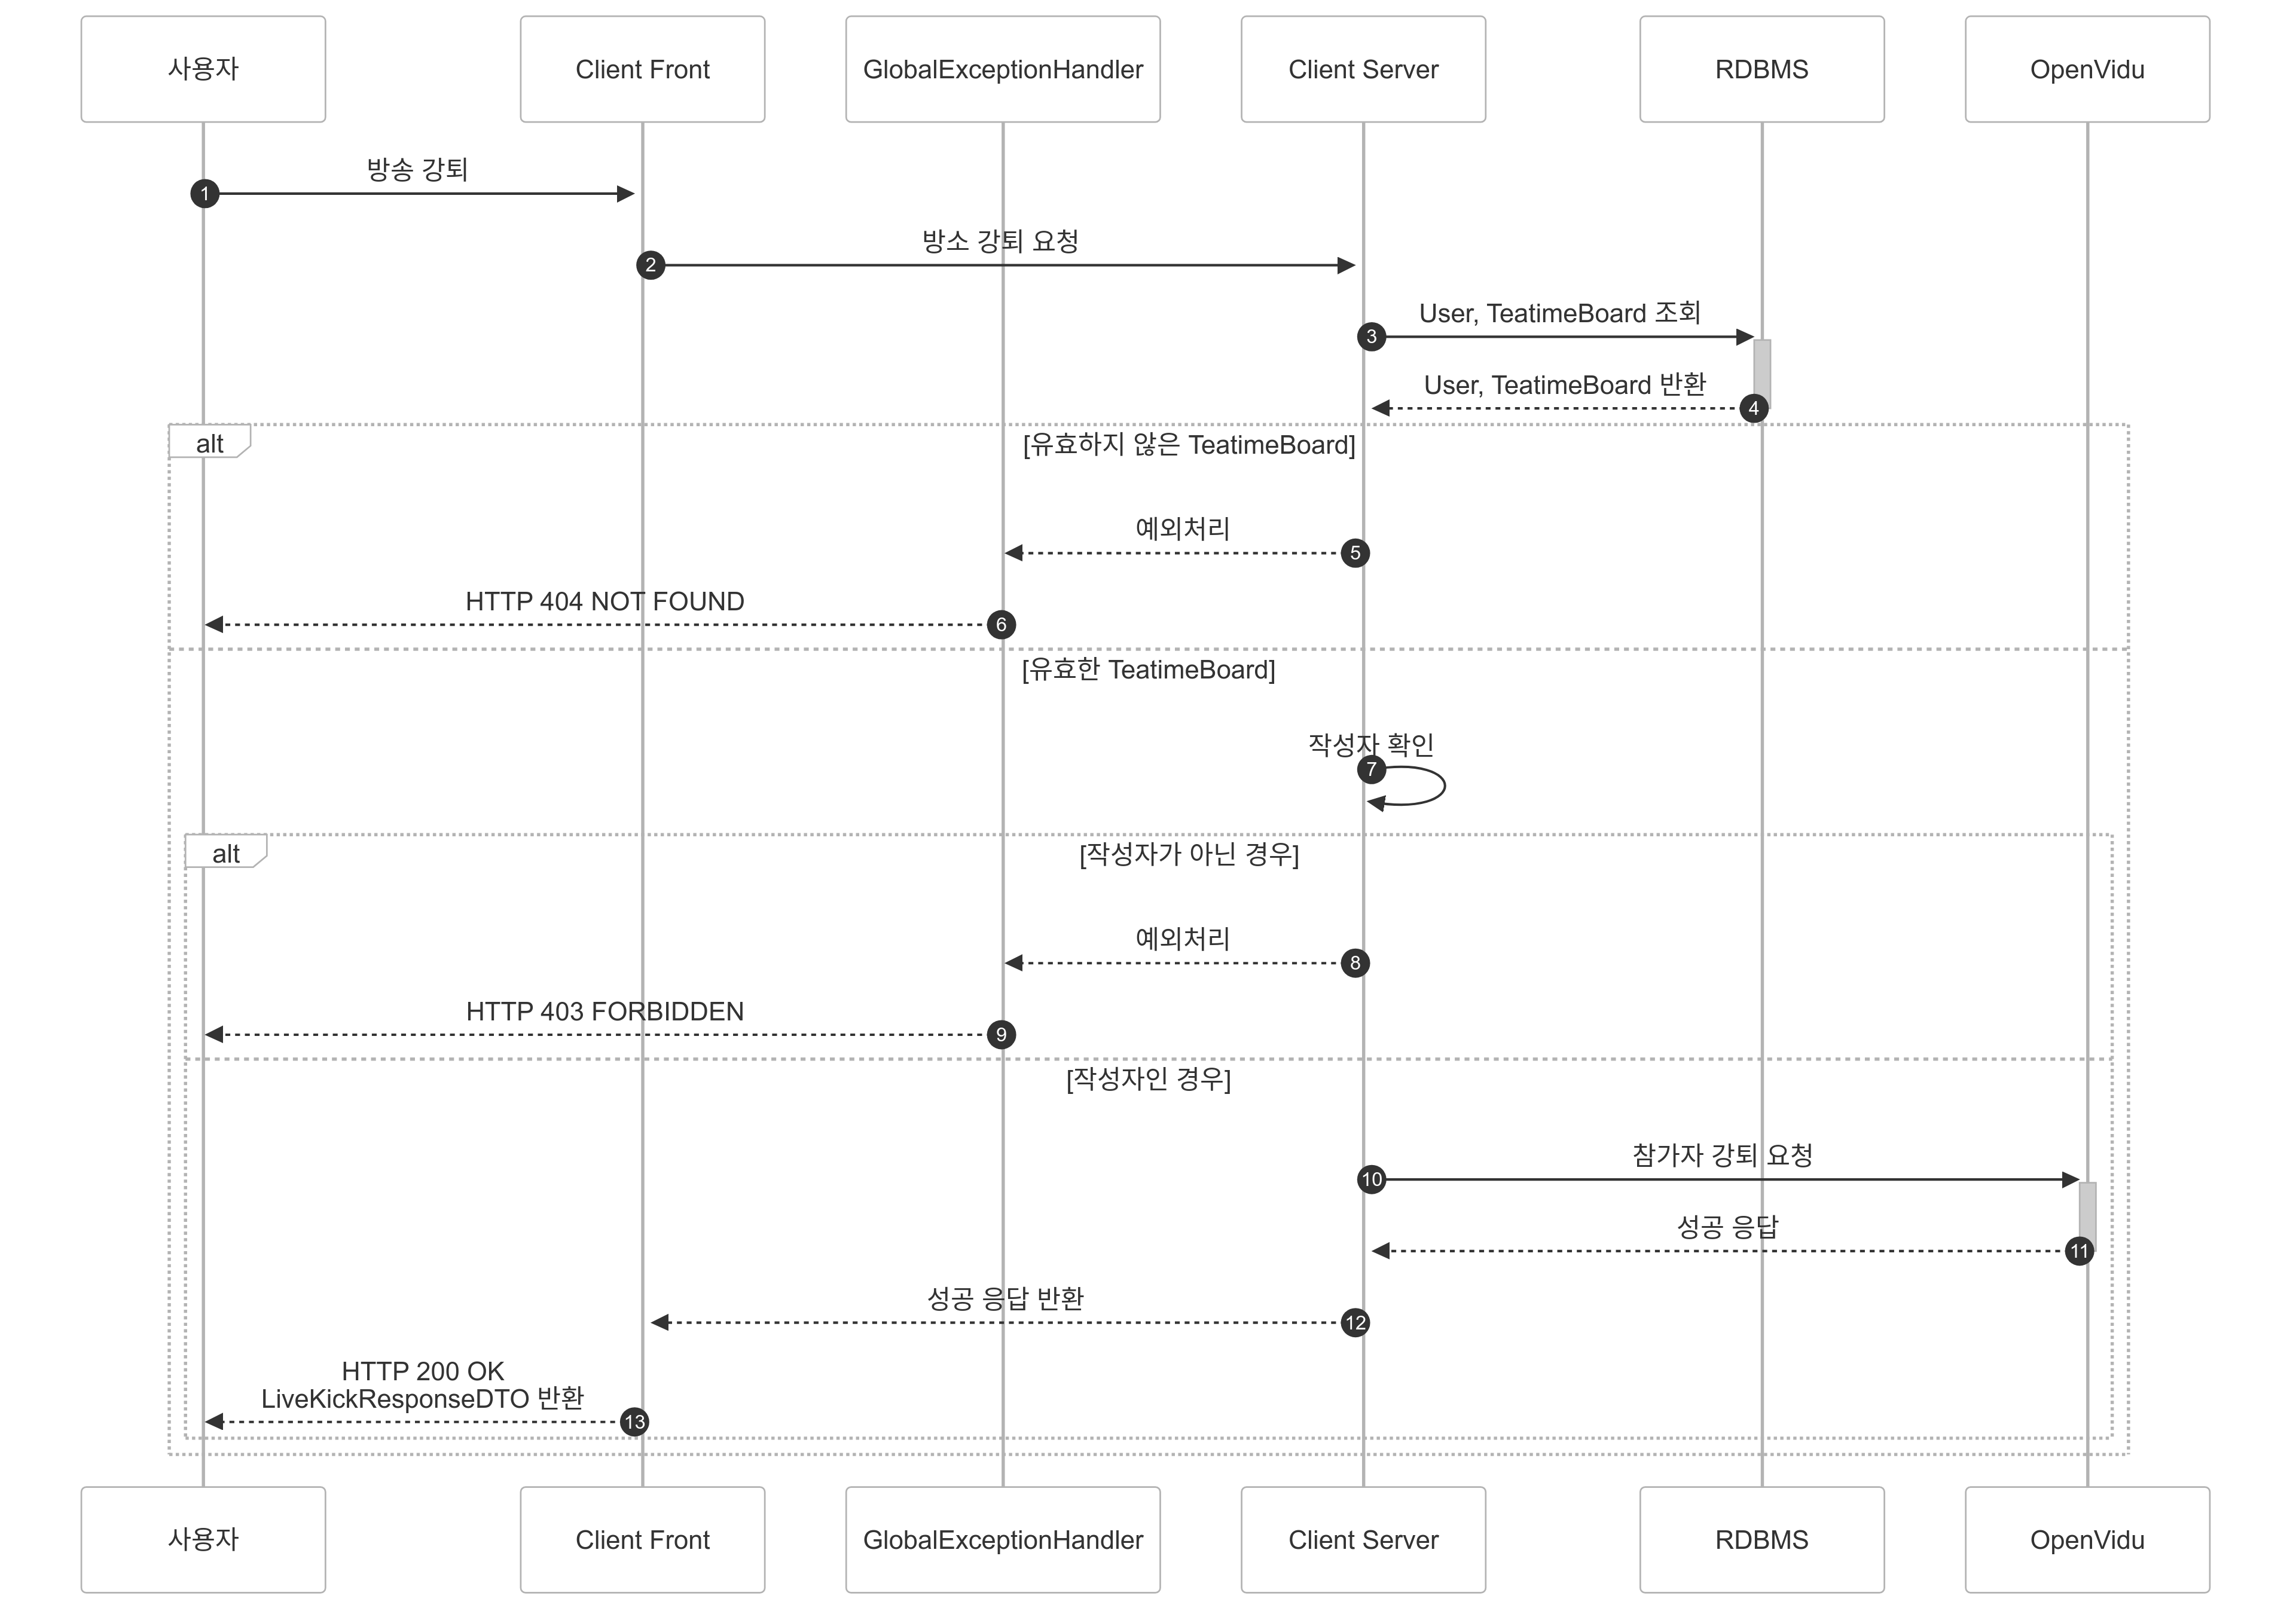 사용자
Client Front
GlobalExceptionHandler
Client Server
RDBMS
OpenVidu
방송 강퇴
1
방소 강퇴 요청
2
User, TeatimeBoard 조회
3
User, TeatimeBoard 반환
4
alt
[유효하지 않은 TeatimeBoard]
예외처리
5
HTTP 404 NOT FOUND
6
[유효한 TeatimeBoard]
작성자 확인
7
alt
[작성자가 아닌 경우]
예외처리
8
HTTP 403 FORBIDDEN
9
[작성자인 경우]
참가자 강퇴 요청
10
성공 응답
11
성공 응답 반환
12
HTTP 200 OK
LiveKickResponseDTO 반환
13
사용자
Client Front
GlobalExceptionHandler
Client Server
RDBMS
OpenVidu